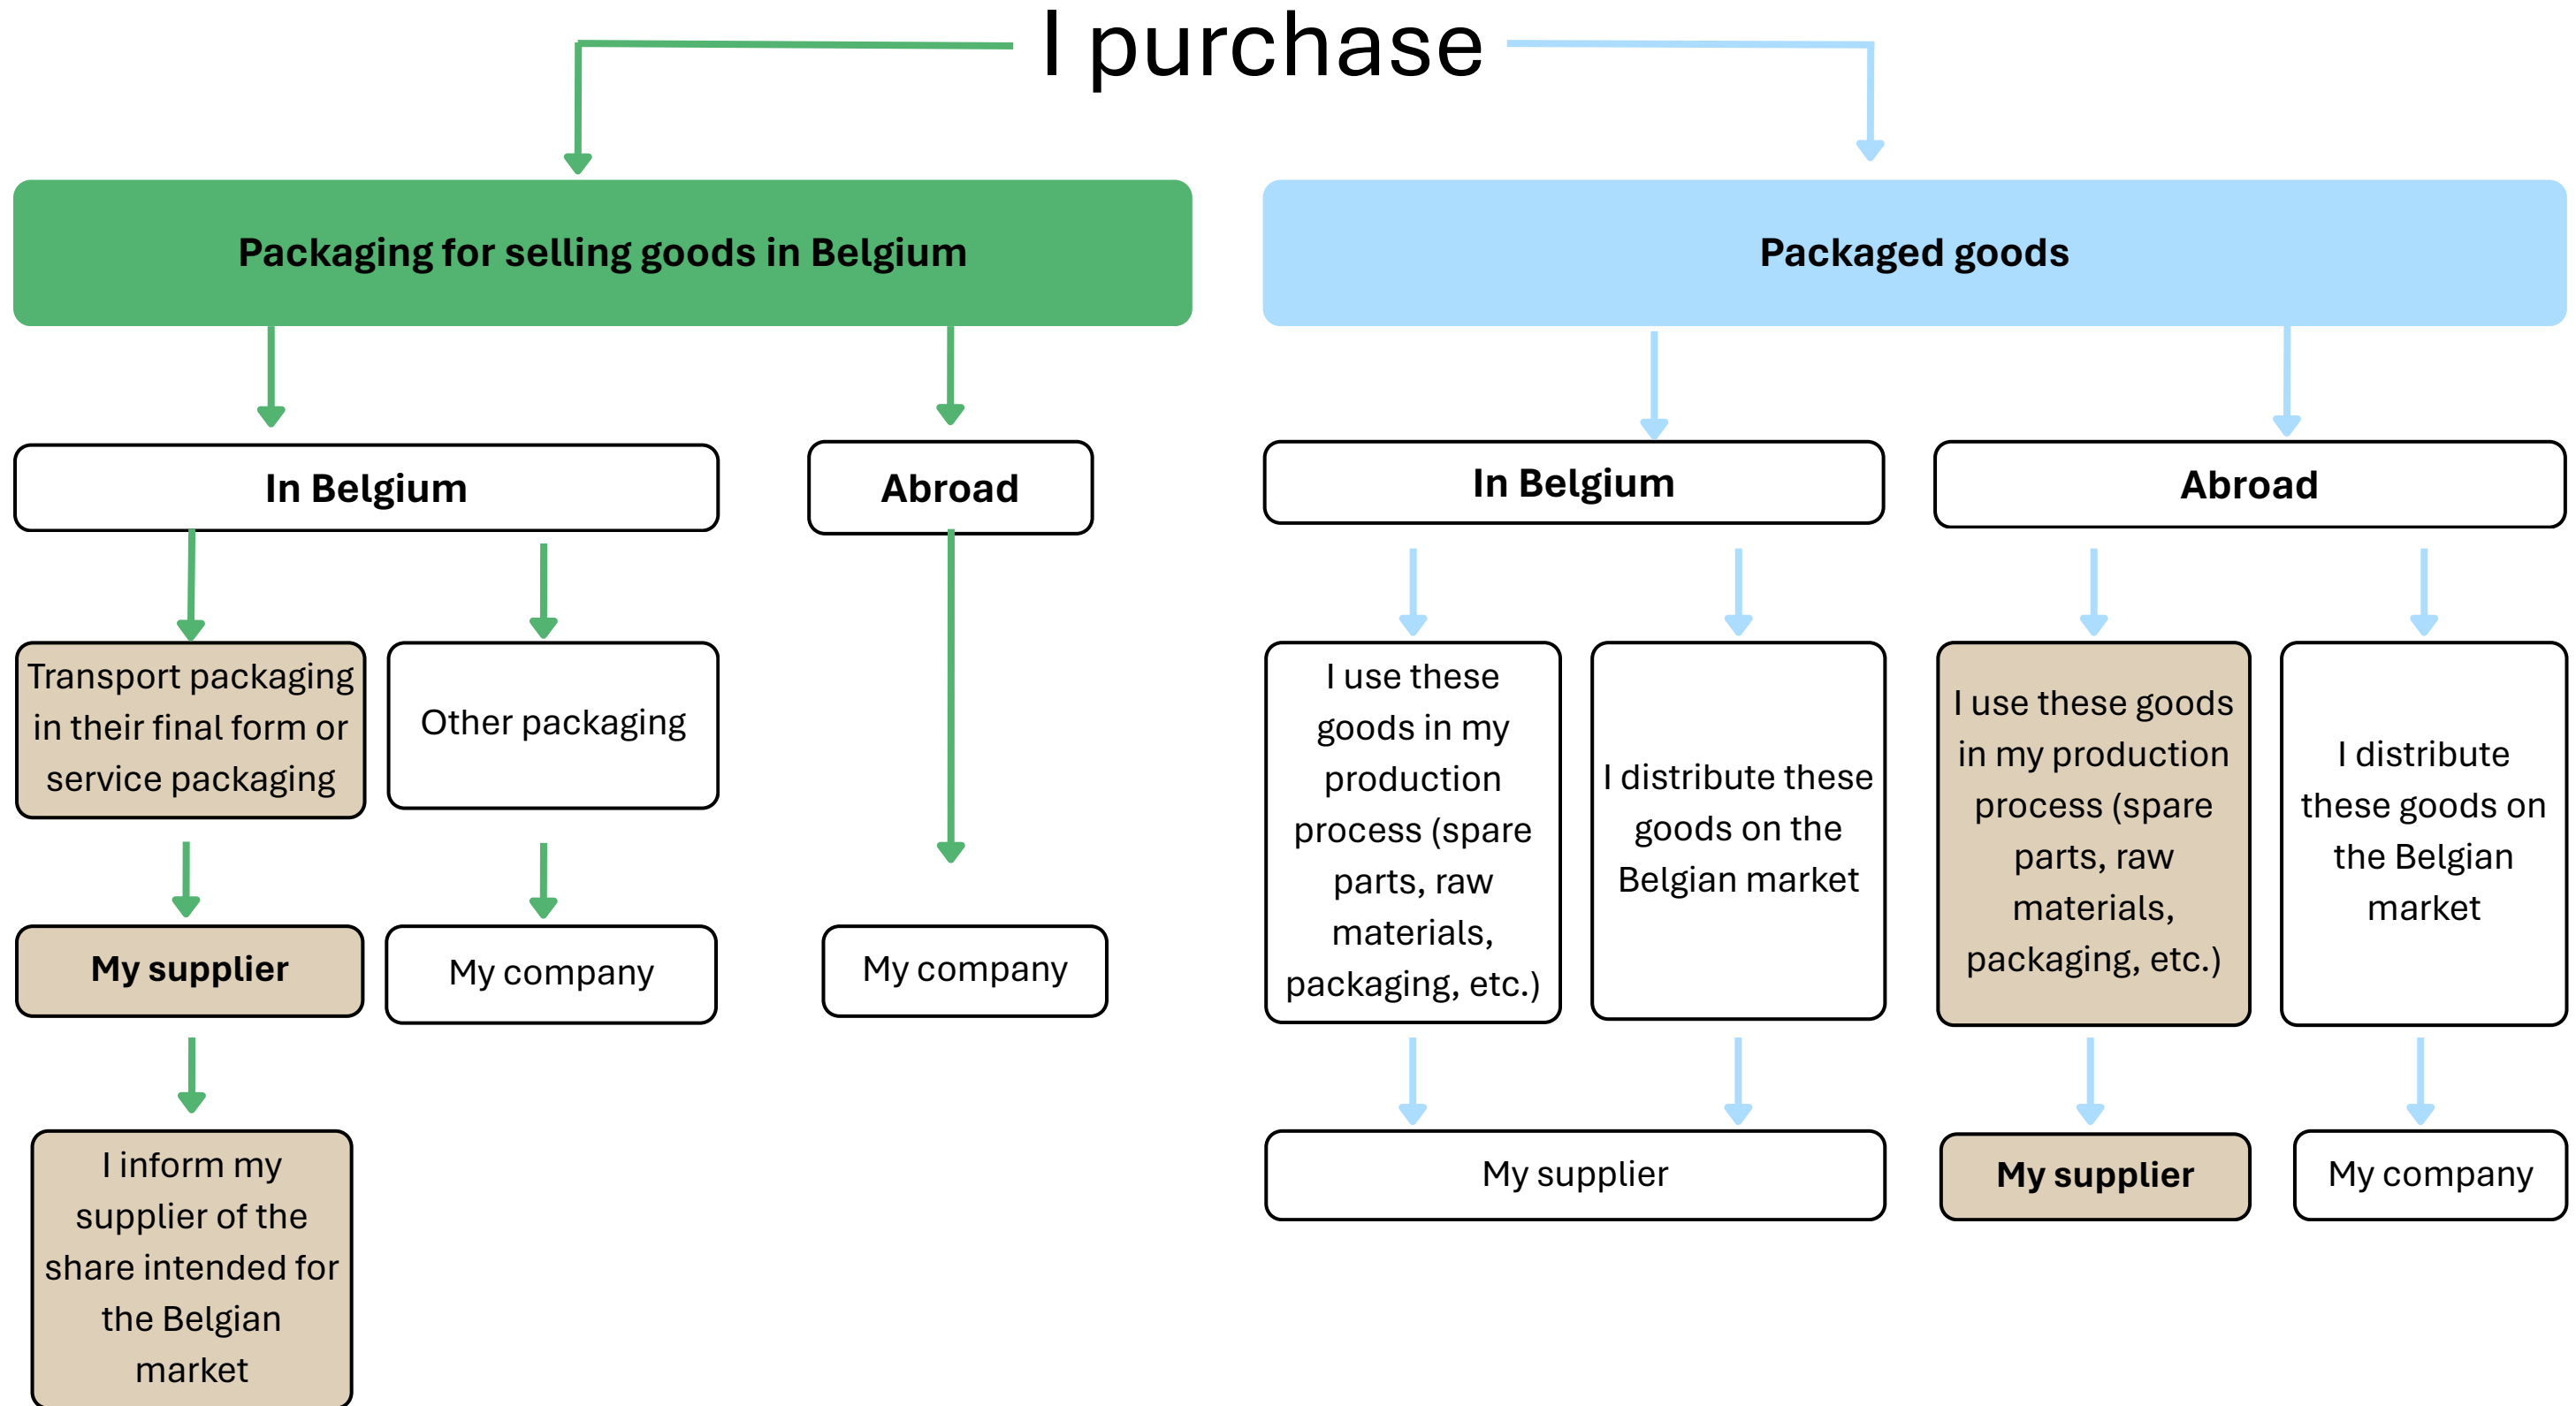 I purchase
Packaging for selling goods in Belgium
Packaged goods
In Belgium
Abroad
In Belgium
Abroad
Transport packaging
in their final form or
service packaging
Other packaging
I use these
goods in my
production
process (spare
parts, raw
materials,
packaging, etc.)
I distribute these
goods on the
Belgian market
I use these goods
in my production
process (spare
parts, raw
materials,
packaging, etc.)
I distribute
these goods on
the Belgian
market
My supplier
My company
My company
My supplier
My supplier
My company
I inform my
supplier of the
share intended for
the Belgian
market